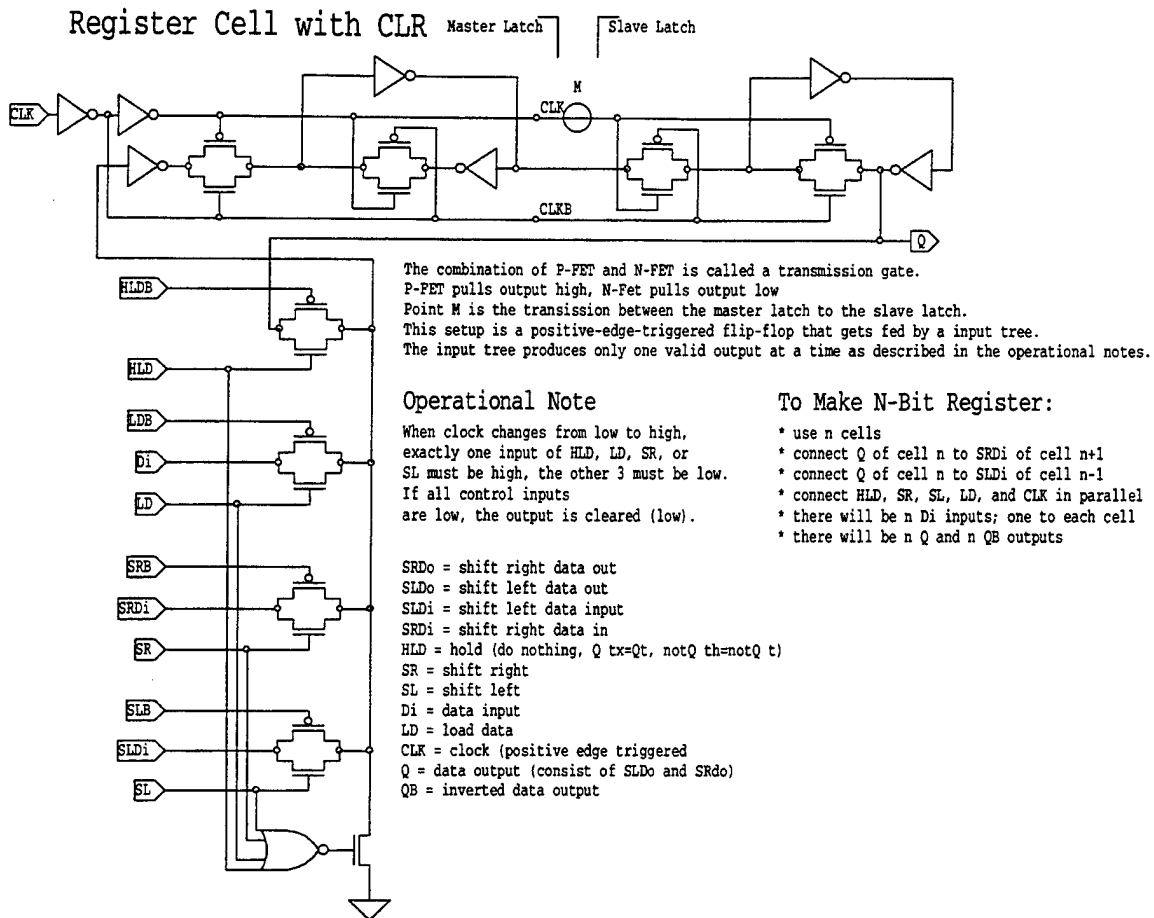 Register Cell with CLR
Master Latch
Slave Latch
M
CLK
CLK
CLKB
Q
HLDB
HLD
LDB
Di
LD
SRB
SRDi
SR
SLB
SLDi
SL
The combination of P-FET and N-FET is called a transmission gate.
P-FET pulls output high, N-Fet pulls output low
Point M is the transission between the master latch to the slave latch.
This setup is a positive-edge-triggered flip-flop that gets fed by a input tree.
The input tree produces only one valid output at a time as described in the operational notes.
Operational Note
When clock changes from low to high,
exactly one input of HLD, LD, SR, or
SL must be high, the other 3 must be low.
If all control inputs
are low, the output is cleared (low).
To Make N-Bit Register:
* use n cells
* connect Q of cell n to SRDi of cell n+1
* connect Q of cell n to SLDi of cell n-1
* connect HLD, SR, SL, LD, and CLK in parallel
* there will be n Di inputs; one to each cell
* there will be n Q and n QB outputs
SRDo = shift right data out
SLDo = shift left data out
SLDi = shift left data input
SRDi = shift right data in
HLD = hold (do nothing, Q tx=Qt, notQ th=notQ t)
SR = shift right
SL = shift left
Di = data input
LD = load data
CLK = clock (positive edge triggered
Q = data output (consist of SLDo and SRdo)
QB = inverted data output